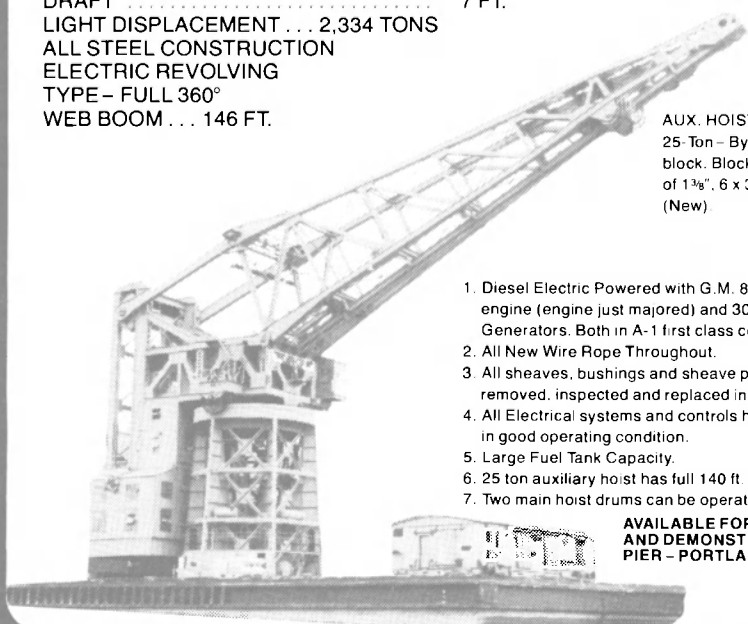 DRAFT . . . . . . . . . . . . . . . . . . . . . . . . . . . . . 7 FT.
LIGHT DISPLACEMENT . . . 2,334 TONS
ALL STEEL CONSTRUCTION
ELECTRIC REVOLVING
TYPE – FULL 360°
WEB BOOM . . . 146 FT.
AUX. HOIST
25-Ton – By
block. Block
of 1⅜", 6 x 3
(New).
1. Diesel Electric Powered with G.M. 8
engine (engine just majored) and 30
Generators. Both in A-1 first class c
2. All New Wire Rope Throughout.
3. All sheaves, bushings and sheave p
removed, inspected and replaced in
4. All Electrical systems and controls h
in good operating condition.
5. Large Fuel Tank Capacity.
6. 25 ton auxiliary hoist has full 140 ft.
7. Two main hoist drums can be operat
AVAILABLE FOR
AND DEMONST
PIER – PORTLA